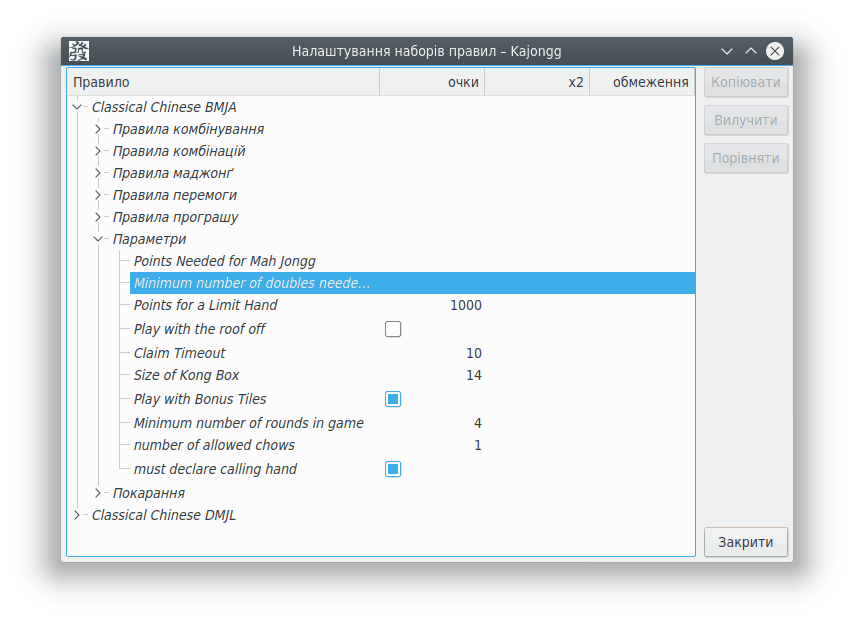 發
Налаштування наборів правил – Kajongg
Правило очки x2 обмеження
Classical Chinese BMJA
Правила комбінування
Правила комбінацій
Правила маджонґ
Правила перемоги
Правила програшу
Параметри
Points Needed for Mah Jongg
Minimum number of doubles neede...
Points for a Limit Hand 1000
Play with the roof off
Claim Timeout 10
Size of Kong Box 14
Play with Bonus Tiles
Minimum number of rounds in game 4
number of allowed chows 1
must declare calling hand
Покарання
Classical Chinese DMJL
Копіювати
Вилучити
Порівняти
Закрити